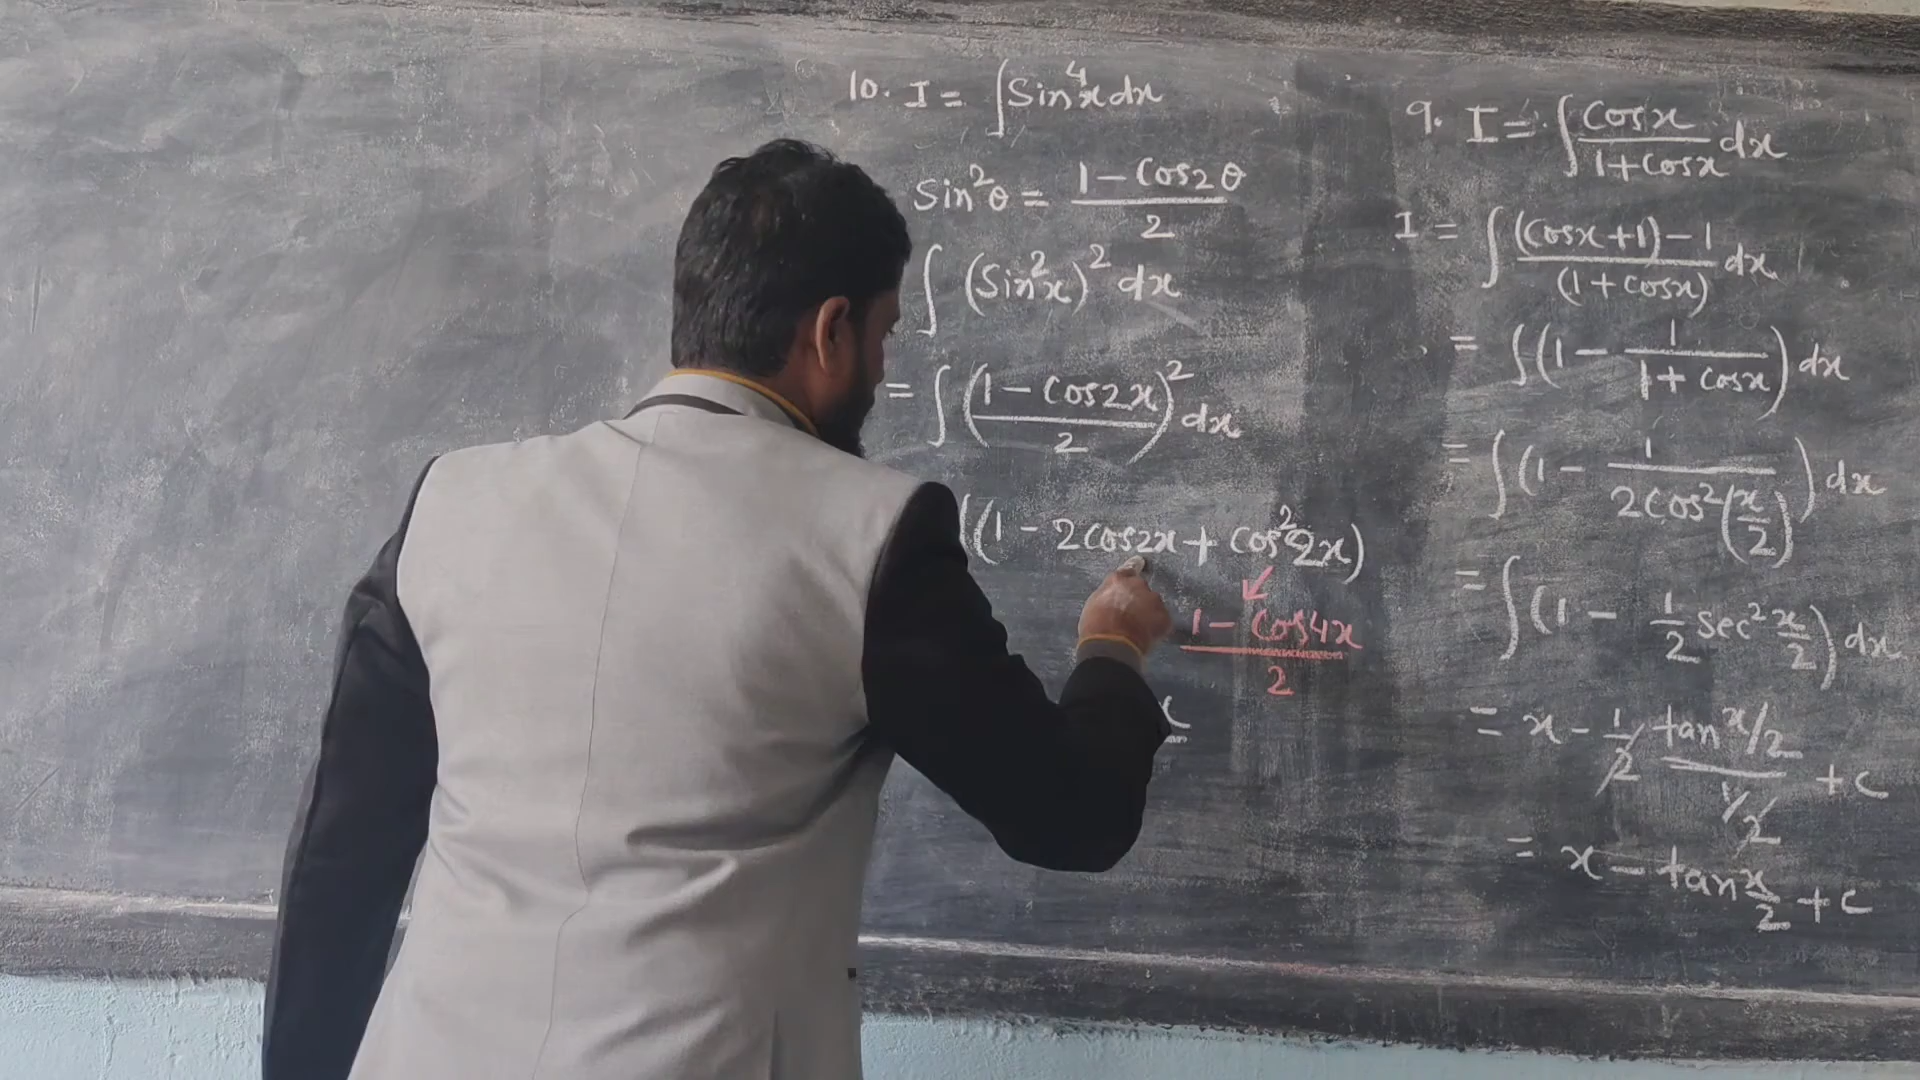 10. I = ∫ Sin⁴x dx
Sin²θ = (1 - Cos2θ)/2
∫ (Sin²x)² dx
= ∫ ((1 - Cos2x)/2)² dx
∫ (1 - 2cos2x + cos²2x)
(1 - Cos4x)/2
9. I = ∫ Cosx/(1+Cosx) dx
I = ∫ ((Cosx+1) - 1)/(1+cosx) dx
= ∫ (1 - 1/(1+cosx)) dx
= ∫ (1 - 1/(2Cos²(x/2))) dx
= ∫ (1 - 1/2 sec² x/2) dx
= x - 1/2 (tan x/2)/(1/2) + c
= x - tan x/2 + c